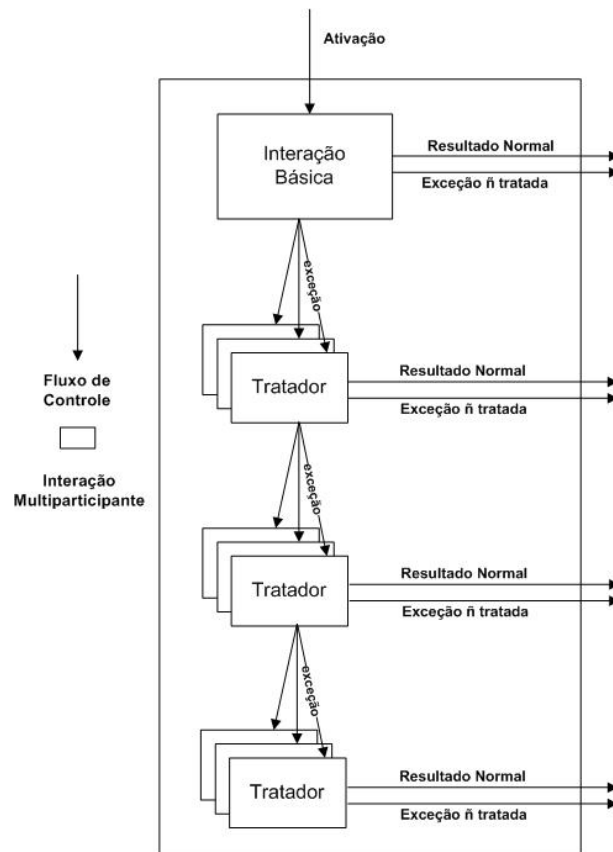 Ativação
Interação
Básica
Resultado Normal
Exceção ñ tratada
exceção
Tratador
Resultado Normal
Exceção ñ tratada
Fluxo de
Controle
Interação
Multiparticipante
exceção
Tratador
Resultado Normal
Exceção ñ tratada
exceção
Tratador
Resultado Normal
Exceção ñ tratada